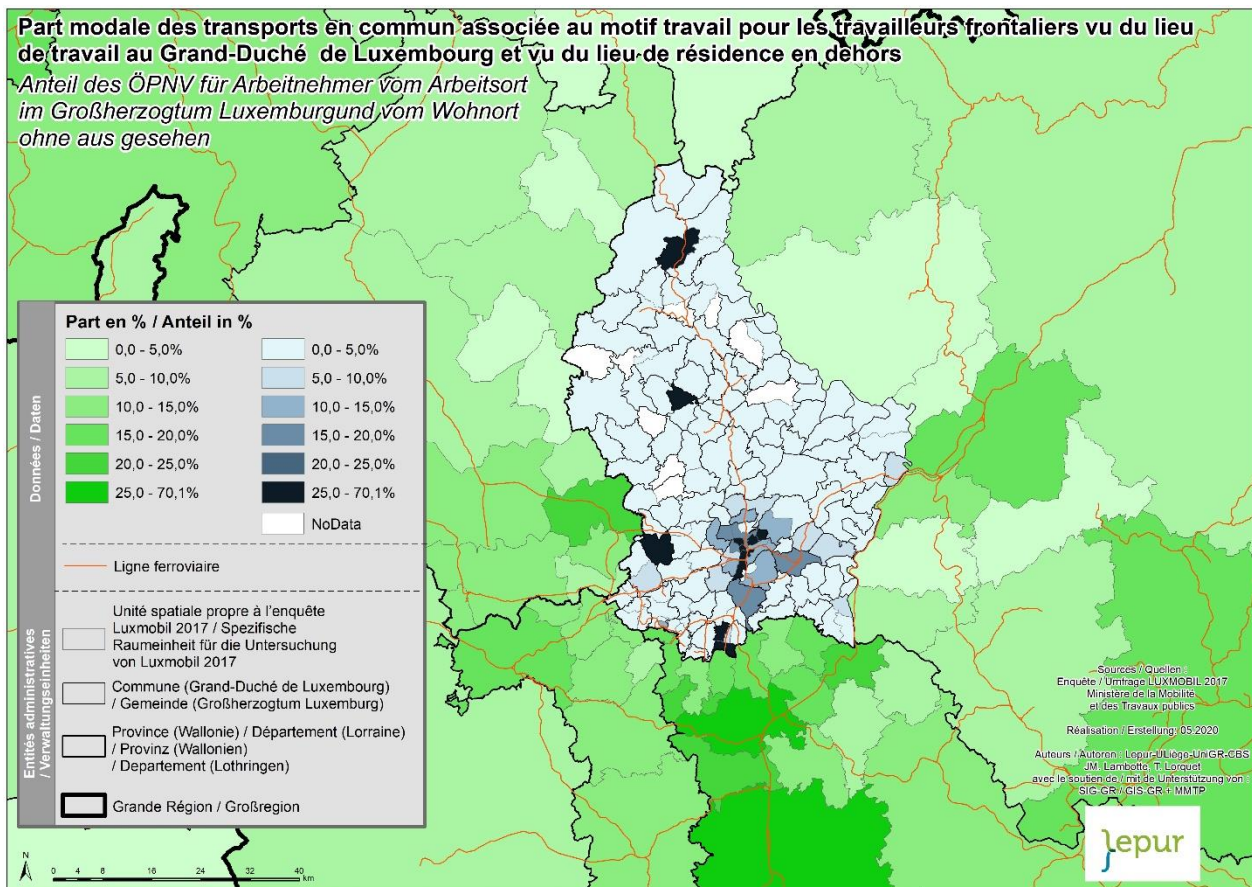 Part modale des transports en commun associée au motif travail pour les travailleurs frontaliers vu du lieu
de travail au Grand-Duché de Luxembourg et vu du lieu de résidence en dehors
Anteil des ÖPNV für Arbeitnehmer vom Arbeitsort
im Großherzogtum Luxemburgund vom Wohnort
ohne aus gesehen
Données / Daten
Part en % / Anteil in %
0,0 - 5,0%
5,0 - 10,0%
10,0 - 15,0%
15,0 - 20,0%
20,0 - 25,0%
25,0 - 70,1%
0,0 - 5,0%
5,0 - 10,0%
10,0 - 15,0%
15,0 - 20,0%
20,0 - 25,0%
25,0 - 70,1%
NoData
Entités administratives
/ Verwaltungseinheiten
Ligne ferroviaire
Unité spatiale propre à l'enquête
Luxmobil 2017 / Spezifische
Raumeinheit für die Untersuchung
von Luxmobil 2017
Commune (Grand-Duché de Luxembourg)
/ Gemeinde (Großherzogtum Luxemburg)
Province (Wallonie) / Département (Lorraine)
/ Provinz (Wallonien)
/ Departement (Lothringen)
Grande Région / Großregion
N
0 4 8 16 24 32 40
km
Sources / Quellen :
Enquête / Umfrage LUXMOBIL 2017
Ministère de la Mobilité
et des Travaux publics
Réalisation / Erstellung: 05.2020
Auteurs / Autoren : Lepur-ULiège-UniGR-CBS
JM. Lambotte, T. Lorquet
avec le soutien de / mit de Unterstützung von :
SIG-GR / GIS-GR + MMTP
lepur